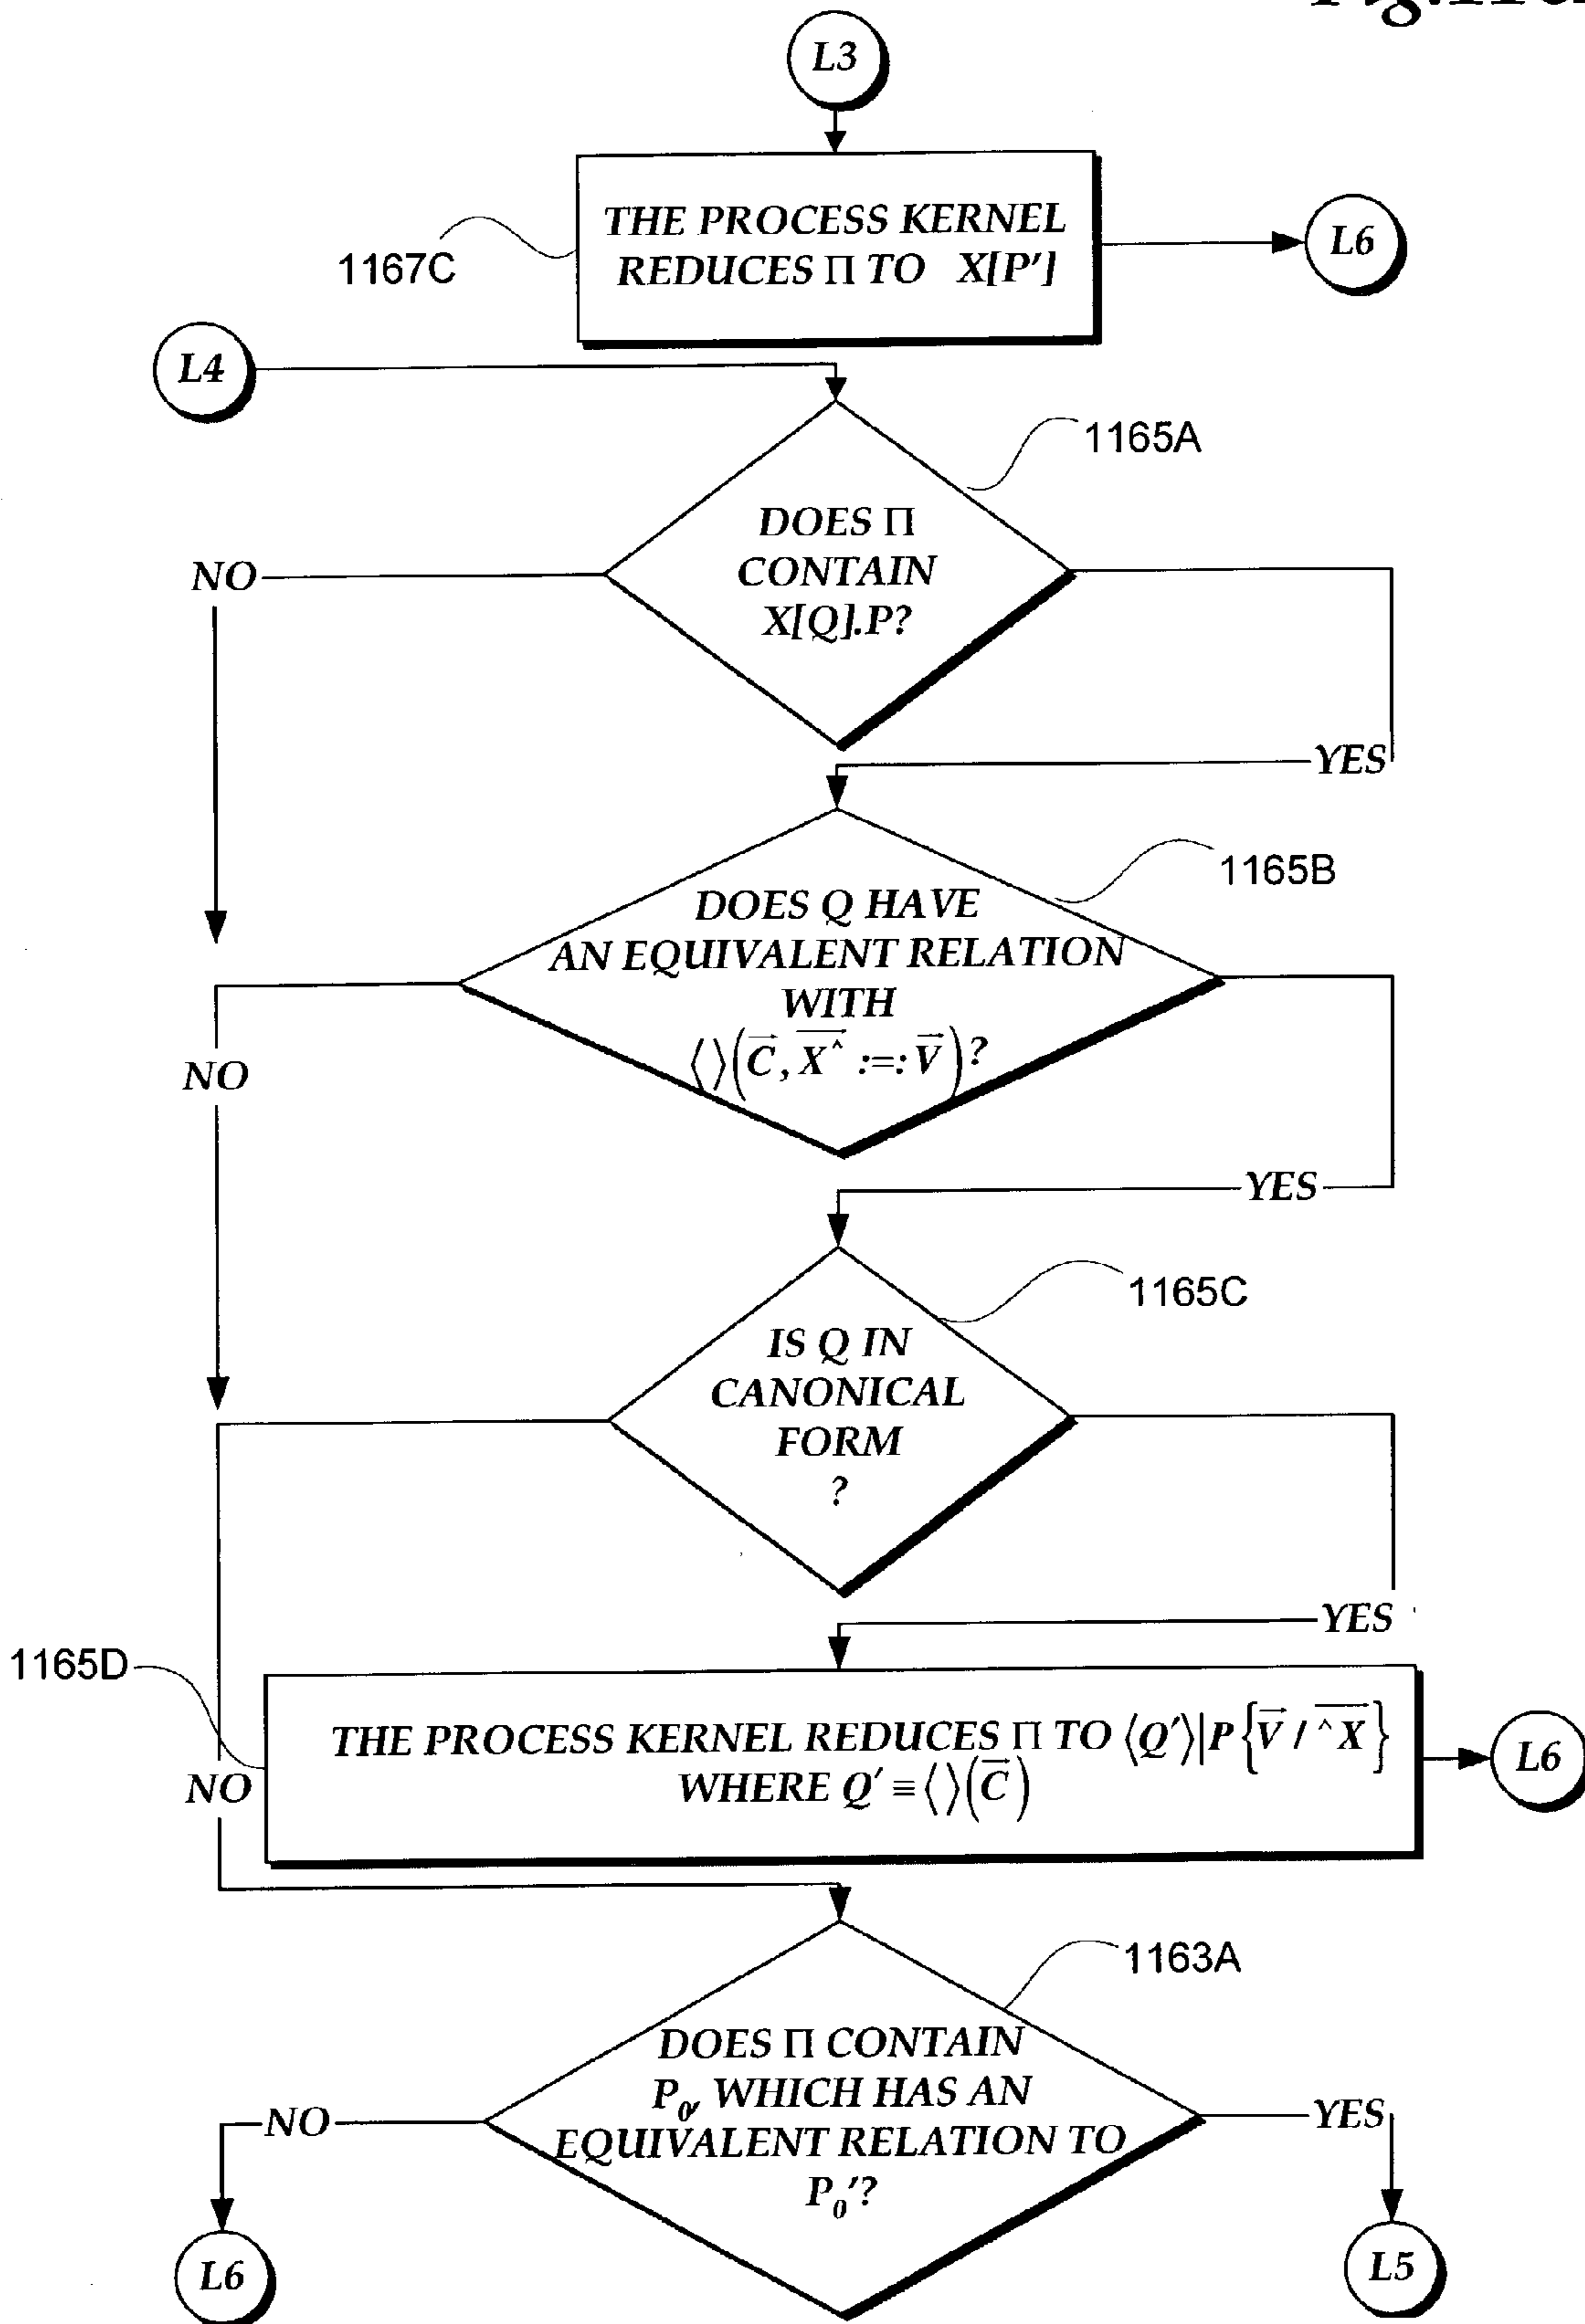 L3
THE PROCESS KERNEL
REDUCES Π TO X[P']
1167C
L6
L4
1165A
DOES Π
CONTAIN
X[Q].P?
NO
YES
1165B
DOES Q HAVE
AN EQUIVALENT RELATION
WITH
⟨⟩(C⃗, X^⃗ :=: V⃗)?
NO
YES
1165C
IS Q IN
CANONICAL
FORM
?
YES
1165D
THE PROCESS KERNEL REDUCES Π TO ⟨Q'⟩|P{V⃗ / ^X⃗}
WHERE Q' ≡ ⟨⟩(C⃗)
L6
NO
1163A
DOES Π CONTAIN
P₀, WHICH HAS AN
EQUIVALENT RELATION TO
P₀'?
NO
YES
L6
L5